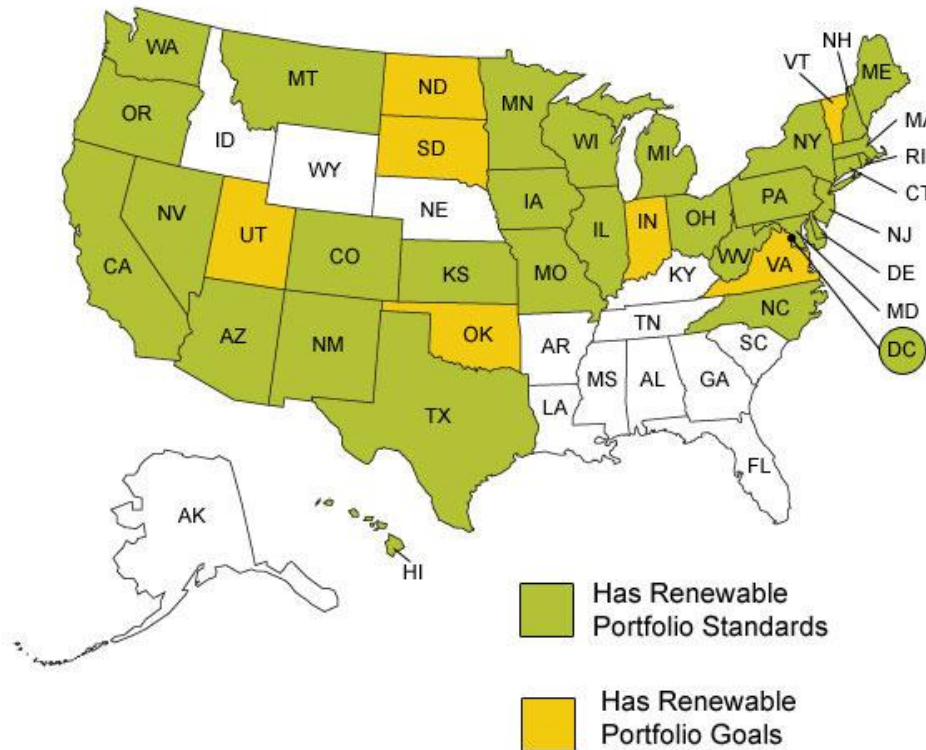 NH
WA
VT
ME
MT
ND
MN
OR
MA
ID
WI
NY
SD
MI
RI
WY
CT
IA
PA
NE
NV
OH
IN
IL
NJ
UT
CO
WV
CA
VA
KS
MO
DE
KY
NC
MD
TN
AZ
OK
NM
AR
SC
DC
MS
AL
GA
LA
TX
FL
AK
HI
Has Renewable
Portfolio Standards
Has Renewable
Portfolio Goals